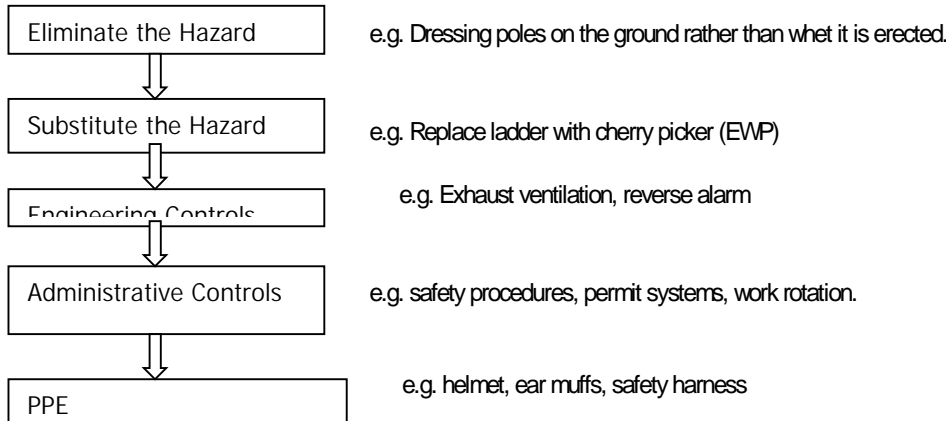 Eliminate the Hazard e.g. Dressing poles on the ground rather than whet it is erected.
Substitute the Hazard e.g. Replace ladder with cherry picker (EWP)
Engineering Controls e.g. Exhaust ventilation, reverse alarm
Administrative Controls e.g. safety procedures, permit systems, work rotation.
PPE e.g. helmet, ear muffs, safety harness